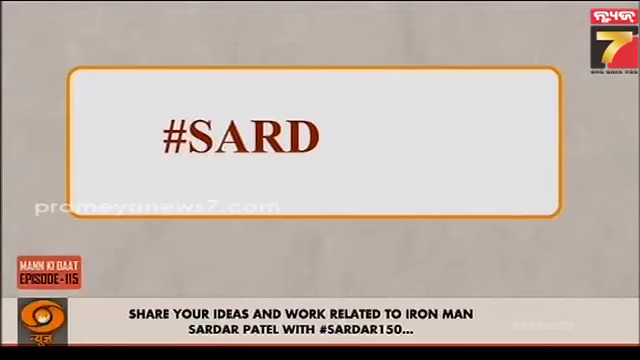 ନ୍ୟୁଜ୍
7
#SARD
promeyanews7.com
MANN KI BAAT
EPISODE-115
SHARE YOUR IDEAS AND WORK RELATED TO IRON MAN
SARDAR PATEL WITH #SARDAR150...
न्यूज़